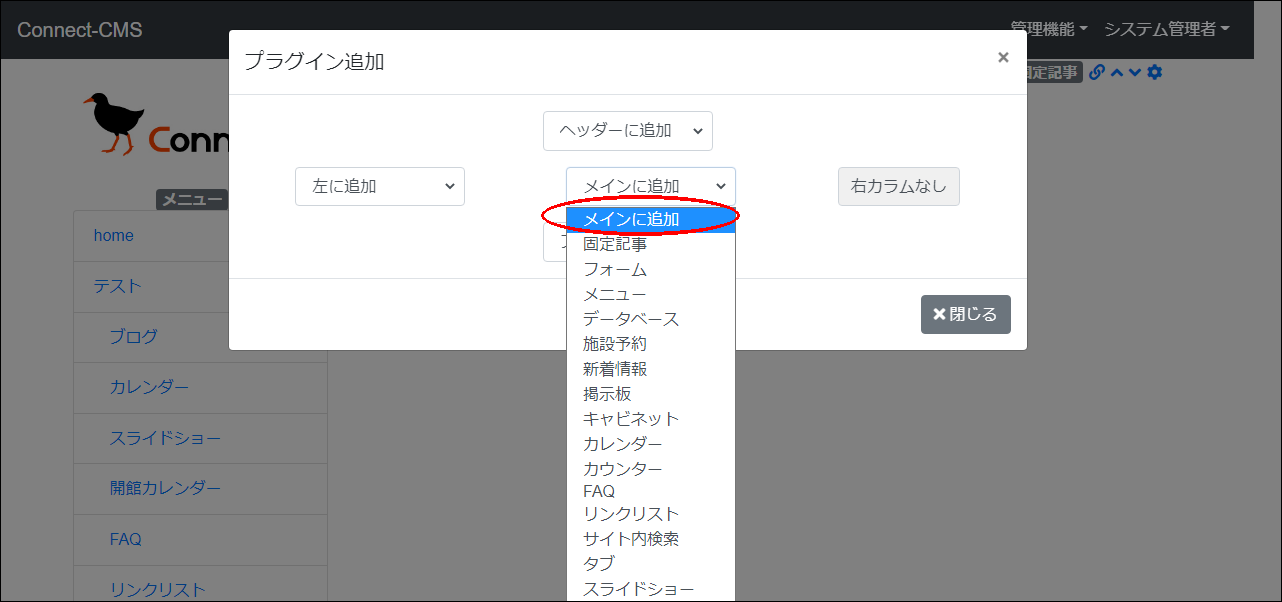 Connect-CMS
管理機能
システム管理者
プラグイン追加
×
固定記事
Conn
ヘッダーに追加
左に追加
メインに追加
右カラムなし
メニュー
home
テスト
ブログ
カレンダー
スライドショー
開館カレンダー
FAQ
リンクリスト
メインに追加
固定記事
フォーム
メニュー
データベース
施設予約
新着情報
掲示板
キャビネット
カレンダー
カウンター
FAQ
リンクリスト
サイト内検索
タブ
スライドショー
閉じる